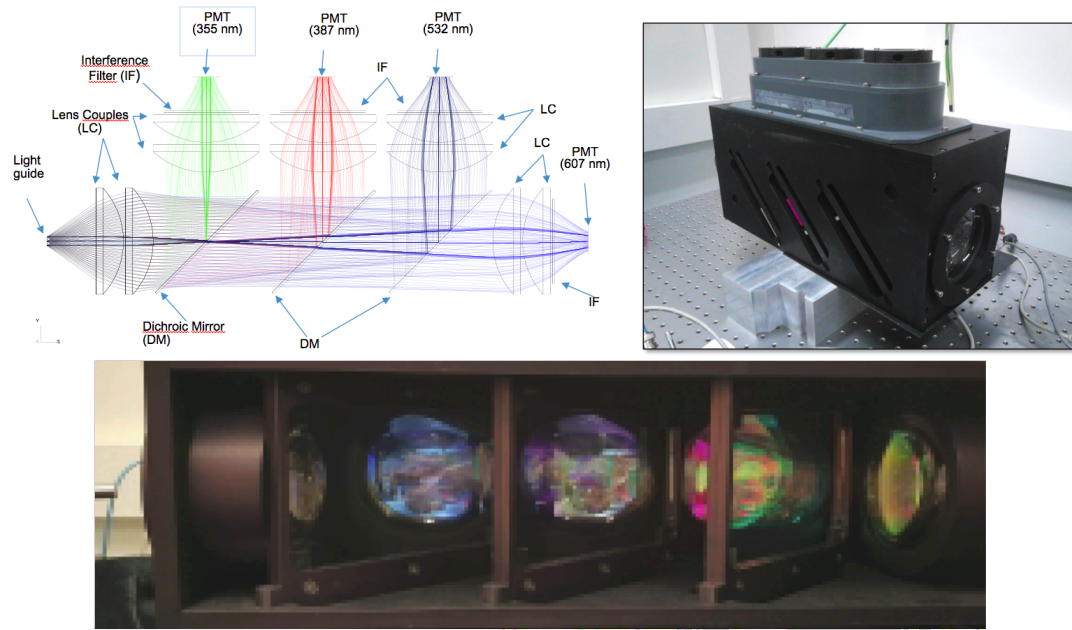 PMT
(355 nm)
PMT
(387 nm)
PMT
(532 nm)
Interference
Filter (IF)
IF
Lens Couples
(LC)
LC
LC
Light
guide
PMT
(607 nm)
IF
Dichroic Mirror
(DM)
DM